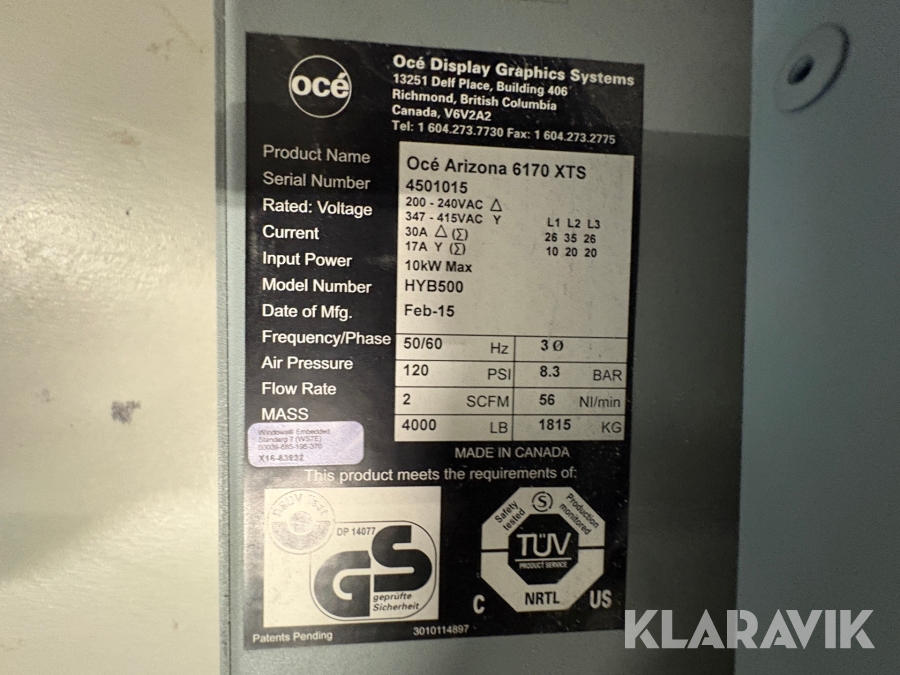 océ
Océ Display Graphics Systems
13251 Delf Place, Building 406
Richmond, British Columbia
Canada, V6V2A2
Tel: 1 604.273.7730 Fax: 1 604.273.2775
Product Name Océ Arizona 6170 XTS
Serial Number 4501015
Rated: Voltage 200 - 240VAC △
347 - 415VAC Y L1 L2 L3
Current 30A △ (Σ) 26 35 26
17A Y (Σ) 10 20 20
Input Power 10kW Max
Model Number HYB500
Date of Mfg. Feb-15
Frequency/Phase 50/60 Hz 3 Ø
Air Pressure 120 PSI 8.3 BAR
Flow Rate 2 SCFM 56 Nl/min
MASS 4000 LB 1815 KG
Windows® Embedded
Standard 7 (WS7E)
X16-83932
MADE IN CANADA
This product meets the requirements of:
DP 14077
GS
geprüfte
Sicherheit
Safety tested
S
Production monitored
TÜV
PRODUCT SERVICE
NRTL
C US
Patents Pending 3010114897
KLARAVIK